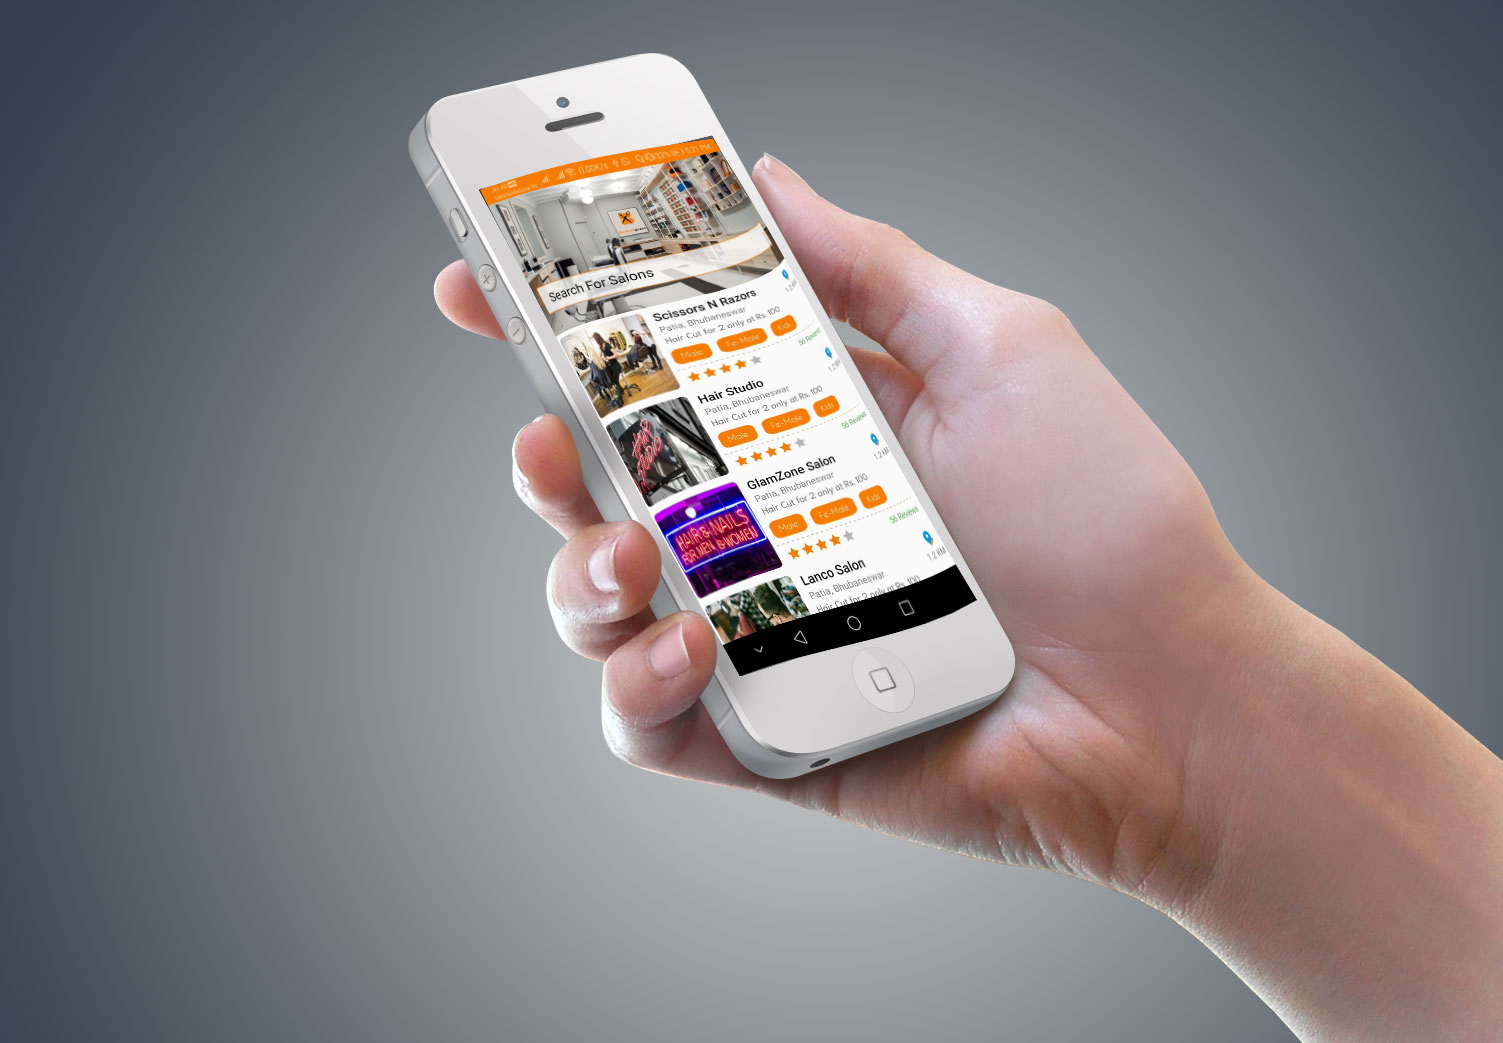 0.00K/s 32% 5:21 PM
Search For Salons
Scissors N Razors
Patia, Bhubaneswar
Hair Cut for 2 only at Rs. 100
Male Fe-Male Kids
56 Reviews
Hair Studio
Patia, Bhubaneswar
Hair Cut for 2 only at Rs. 100
Male Fe-Male Kids
56 Reviews
HAIR
STUDIO
GlamZone Salon
Patia, Bhubaneswar
Hair Cut for 2 only at Rs. 100
Male Fe-Male Kids
56 Reviews
1.2 KM
HAIR & NAILS
FOR MEN & WOMEN
Lanco Salon
Patia, Bhubaneswar
Hair Cut for 2 only at Rs. 100
1.2 KM